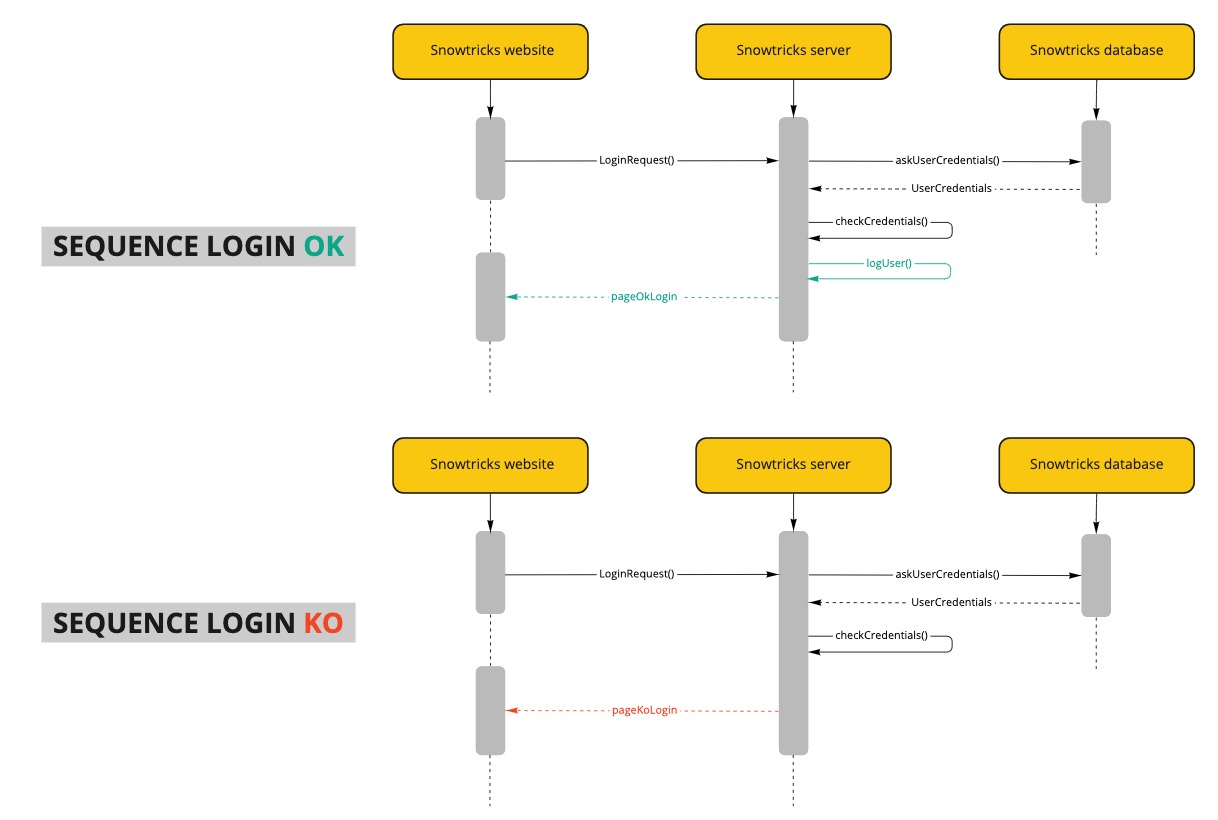 Snowtricks website
Snowtricks server
Snowtricks database
LoginRequest()
askUserCredentials()
UserCredentials
checkCredentials()
SEQUENCE LOGIN OK
logUser()
pageOkLogin
Snowtricks website
Snowtricks server
Snowtricks database
LoginRequest()
askUserCredentials()
UserCredentials
SEQUENCE LOGIN KO
checkCredentials()
pageKoLogin